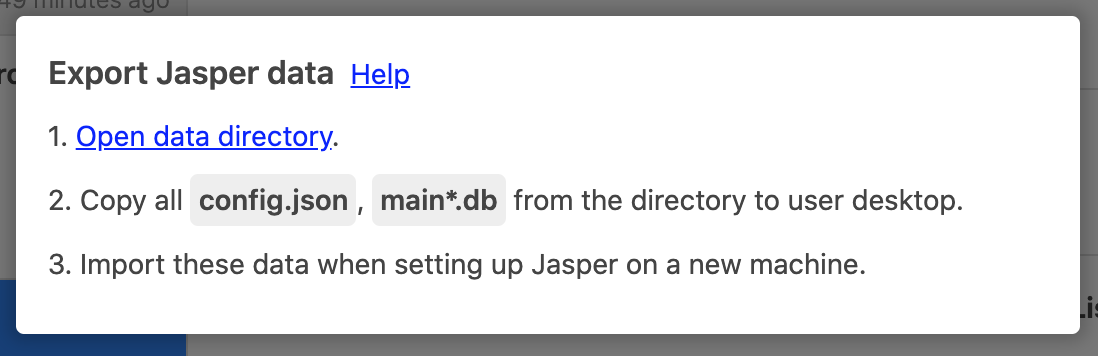 49 minutes ago
Export Jasper data Help
1. Open data directory.
2. Copy all config.json, main*.db from the directory to user desktop.
3. Import these data when setting up Jasper on a new machine.